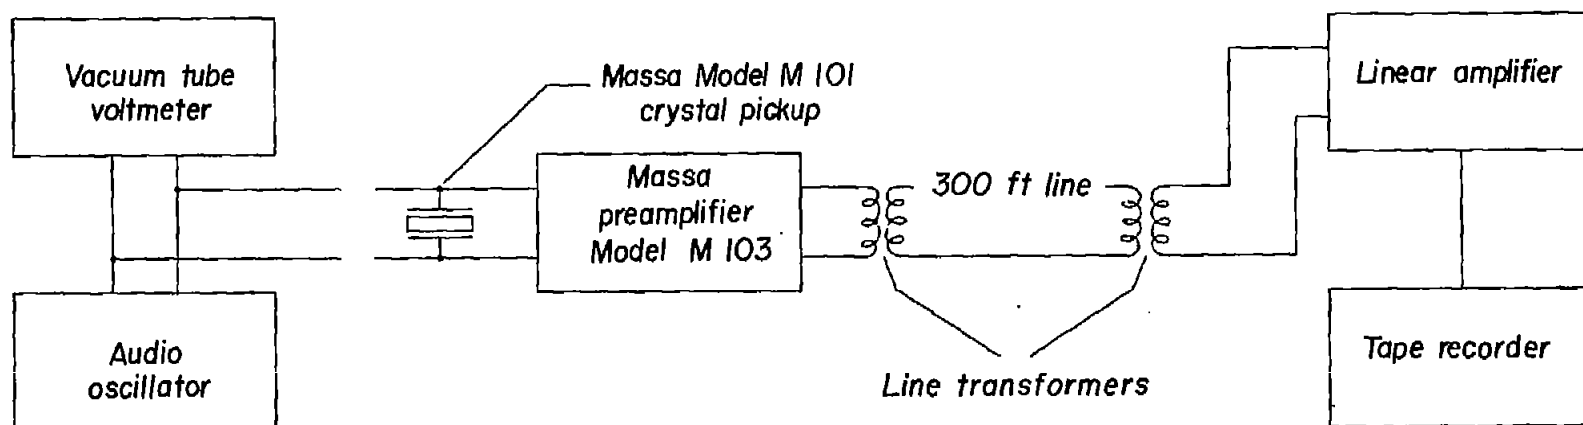 Vacuum tube
voltmeter
Massa Model M 101
crystal pickup
Linear amplifier
Massa
preamplifier
Model M 103
300 ft line
Audio
oscillator
Line transformers
Tape recorder